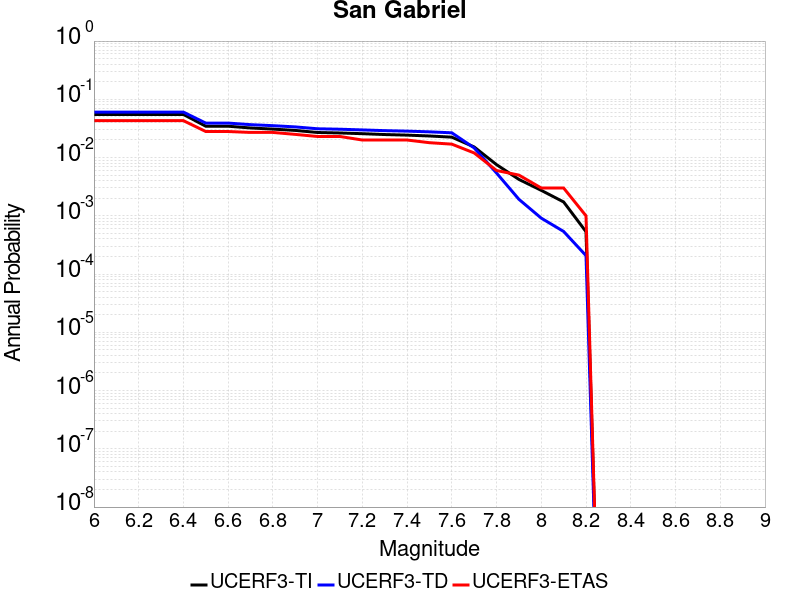 San Gabriel
10^0
10^-1
10^-2
10^-3
10^-4
10^-5
10^-6
10^-7
10^-8
Annual Probability
6 6.2 6.4 6.6 6.8 7 7.2 7.4 7.6 7.8 8 8.2 8.4 8.6 8.8 9
Magnitude
UCERF3-TI UCERF3-TD UCERF3-ETAS